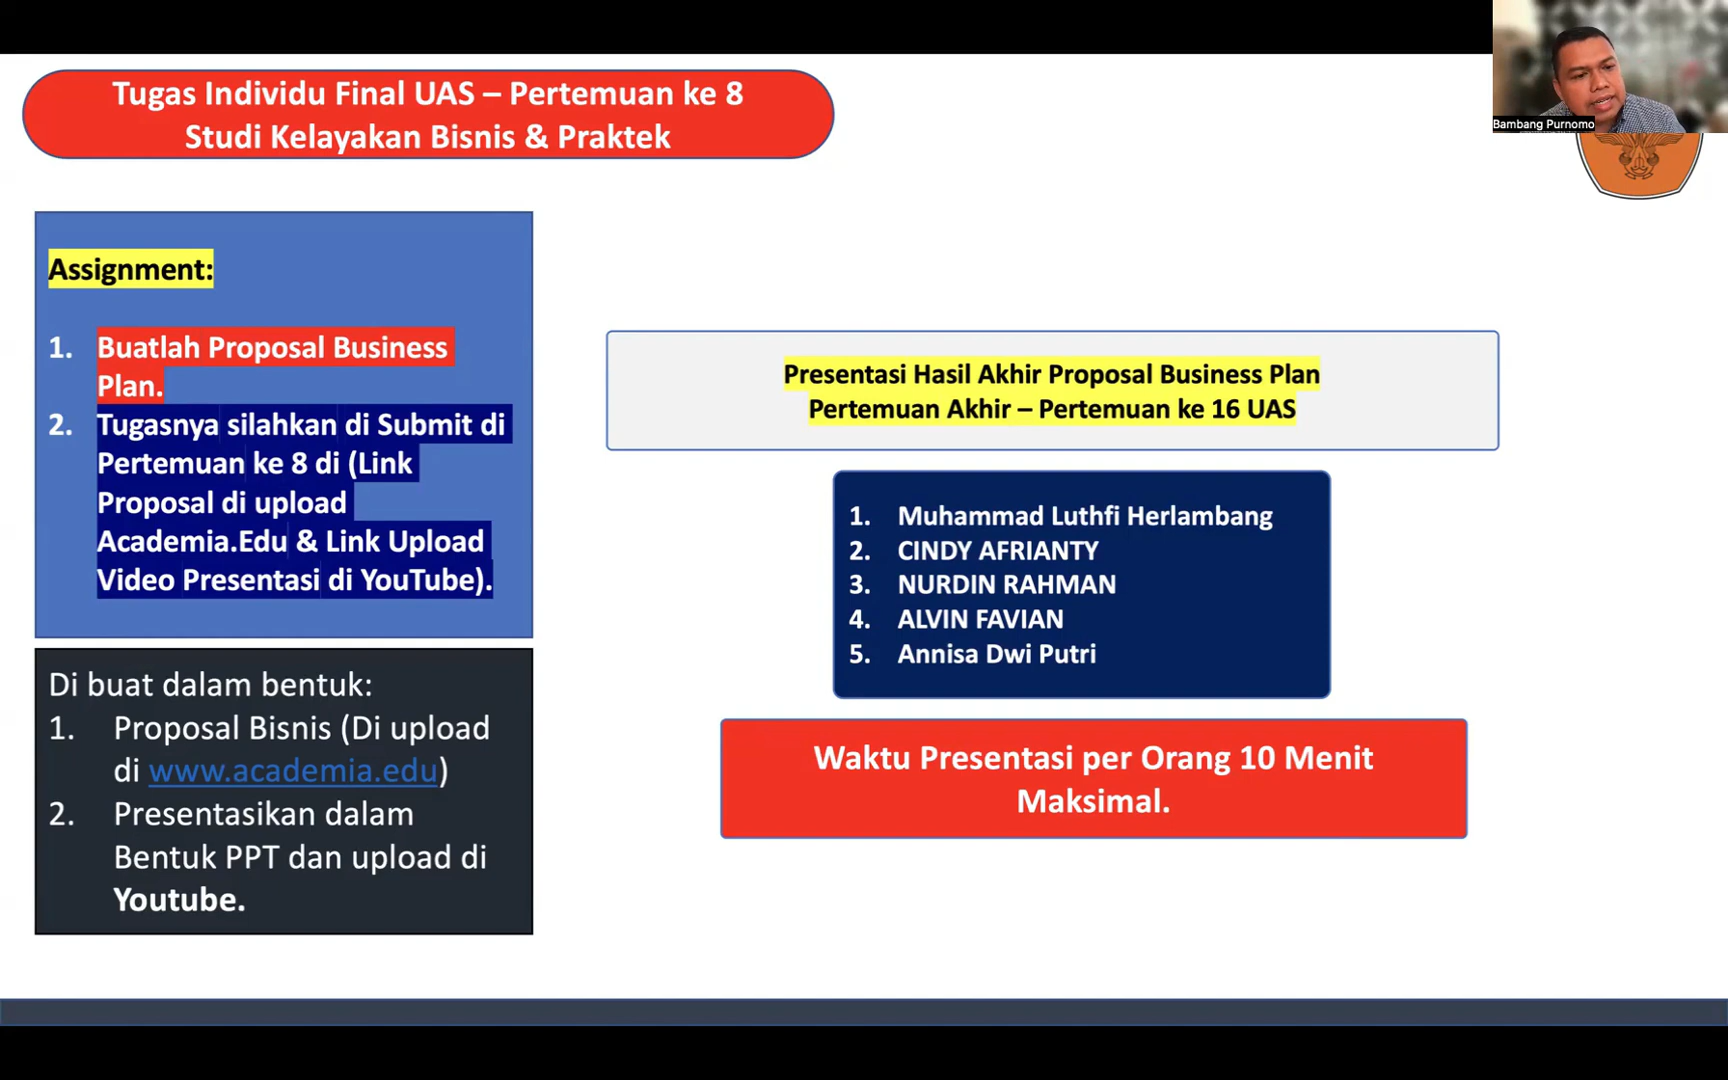 Tugas Individu Final UAS – Pertemuan ke 8
Studi Kelayakan Bisnis & Praktek
Bambang Purnomo
Assignment:
1. Buatlah Proposal Business
Plan.
2. Tugasnya silahkan di Submit di
Pertemuan ke 8 di (Link
Proposal di upload
Academia.Edu & Link Upload
Video Presentasi di YouTube).
Di buat dalam bentuk:
1. Proposal Bisnis (Di upload
di www.academia.edu)
2. Presentasikan dalam
Bentuk PPT dan upload di
Youtube.
Presentasi Hasil Akhir Proposal Business Plan
Pertemuan Akhir – Pertemuan ke 16 UAS
1. Muhammad Luthfi Herlambang
2. CINDY AFRIANTY
3. NURDIN RAHMAN
4. ALVIN FAVIAN
5. Annisa Dwi Putri
Waktu Presentasi per Orang 10 Menit
Maksimal.